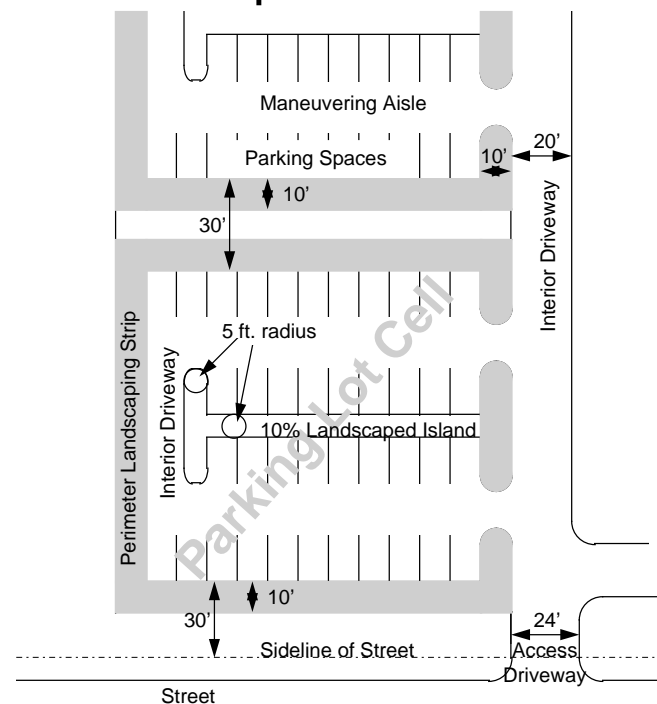 Maneuvering Aisle
Parking Spaces
10'
20'
10'
30'
Interior Driveway
5 ft. radius
Parking Lot Cell
Perimeter Landscaping Strip
Interior Driveway
10% Landscaped Island
10'
30'
24'
Sideline of Street
Access
Driveway
Street